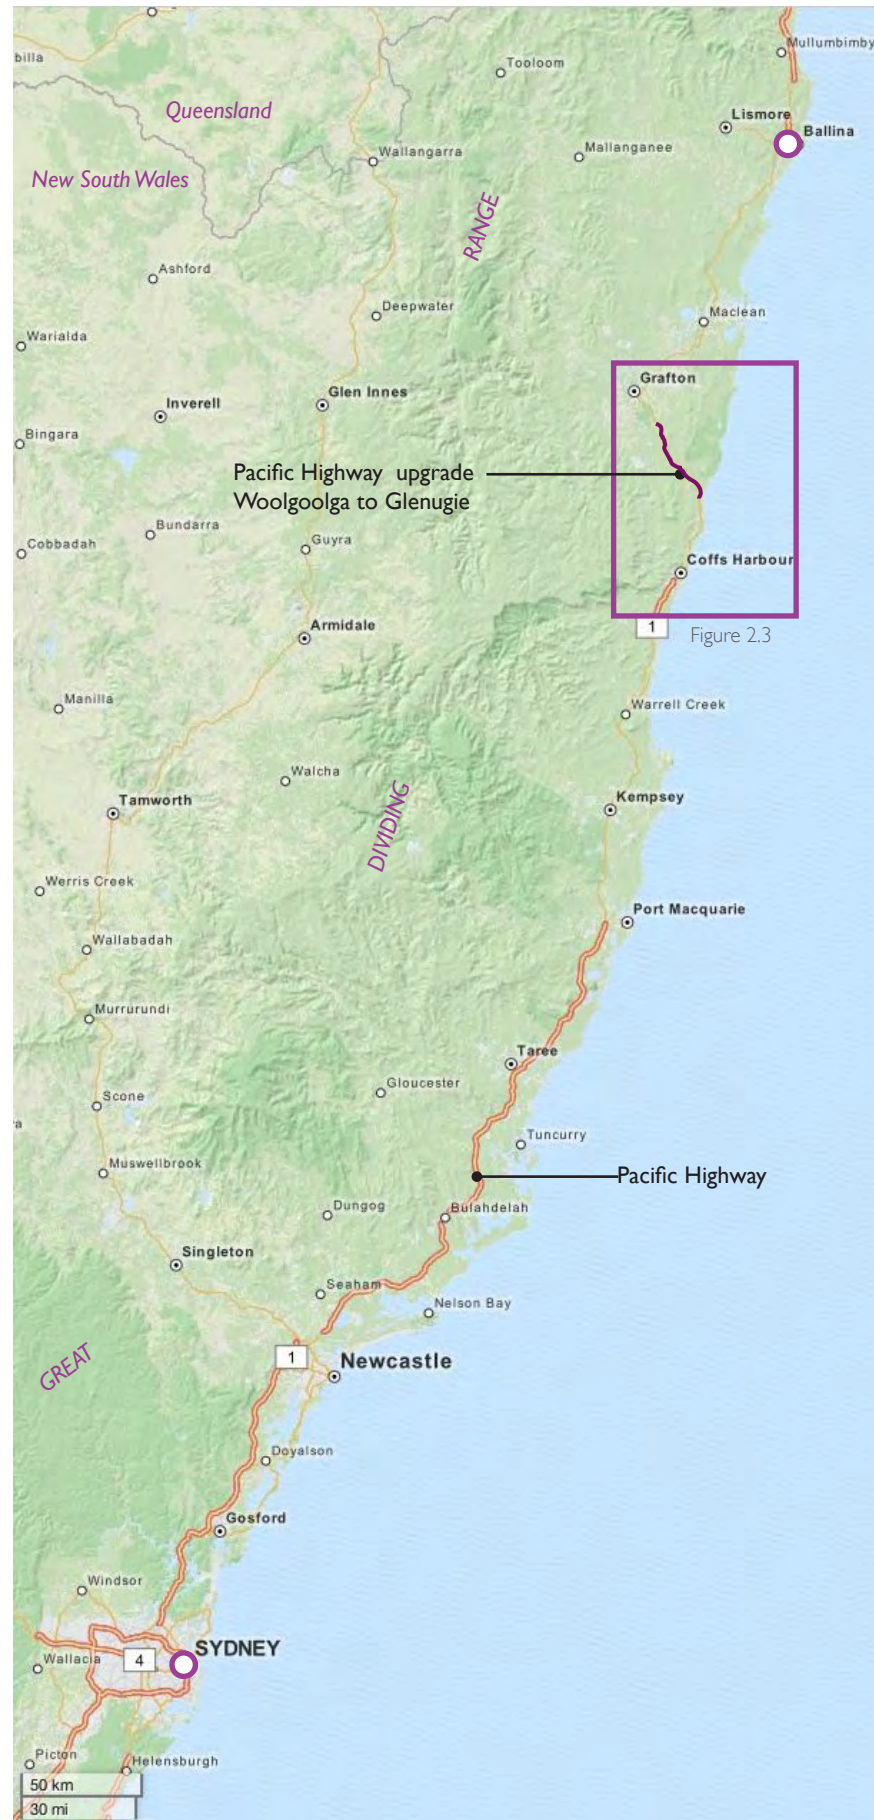 Mullumbimby
billa
Tooloom
Queensland
Lismore
Ballina
Wallangarra
Mallanganee
New South Wales
RANGE
Ashford
Deepwater
Maclean
Warialda
Grafton
Glen Innes
Inverell
Bingara
Pacific Highway upgrade
Woolgoolga to Glenugie
Bundarra
Guyra
Cobbadah
Coffs Harbour
Armidale
1
Figure 2.3
Manilla
Warrell Creek
Walcha
Tamworth
Kempsey
DIVIDING
Werris Creek
Port Macquarie
Wallabadah
Murrurundi
Taree
Gloucester
Scone
a
Tuncurry
Muswellbrook
Pacific Highway
Dungog
Bulahdelah
Singleton
Seaham
Nelson Bay
1
Newcastle
GREAT
Doyalson
Gosford
Windsor
SYDNEY
4
Wallacia
Picton
Helensburgh
50 km
30 mi